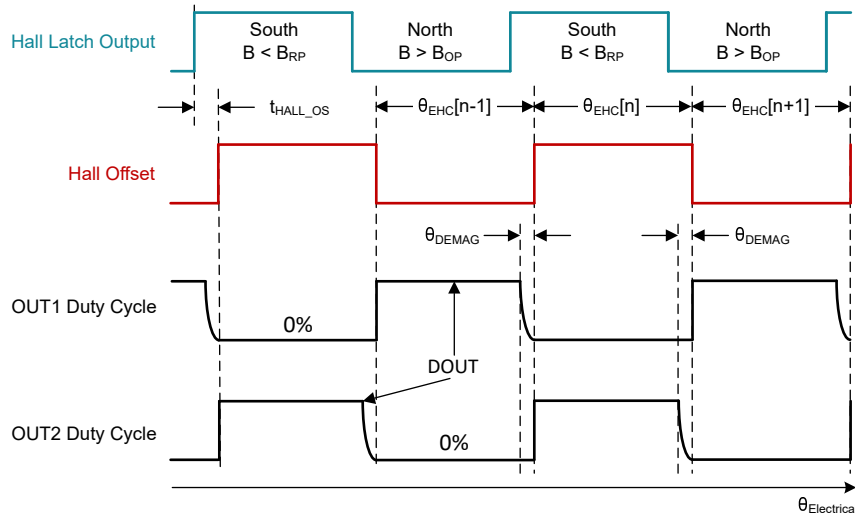 Hall Latch Output
South
B < BRP
North
B > BOP
South
B < BRP
North
B > BOP
tHALL_OS
θEHC[n-1]
θEHC[n]
θEHC[n+1]
Hall Offset
θDEMAG
θDEMAG
OUT1 Duty Cycle
0%
DOUT
OUT2 Duty Cycle
0%
θElectrica